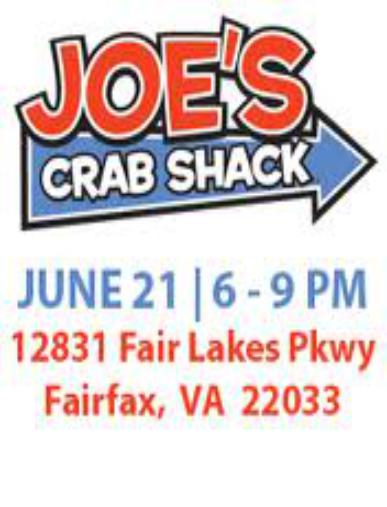 JOE'S
CRAB SHACK
JUNE 21 | 6 - 9 PM
12831 Fair Lakes Pkwy
Fairfax, VA 22033